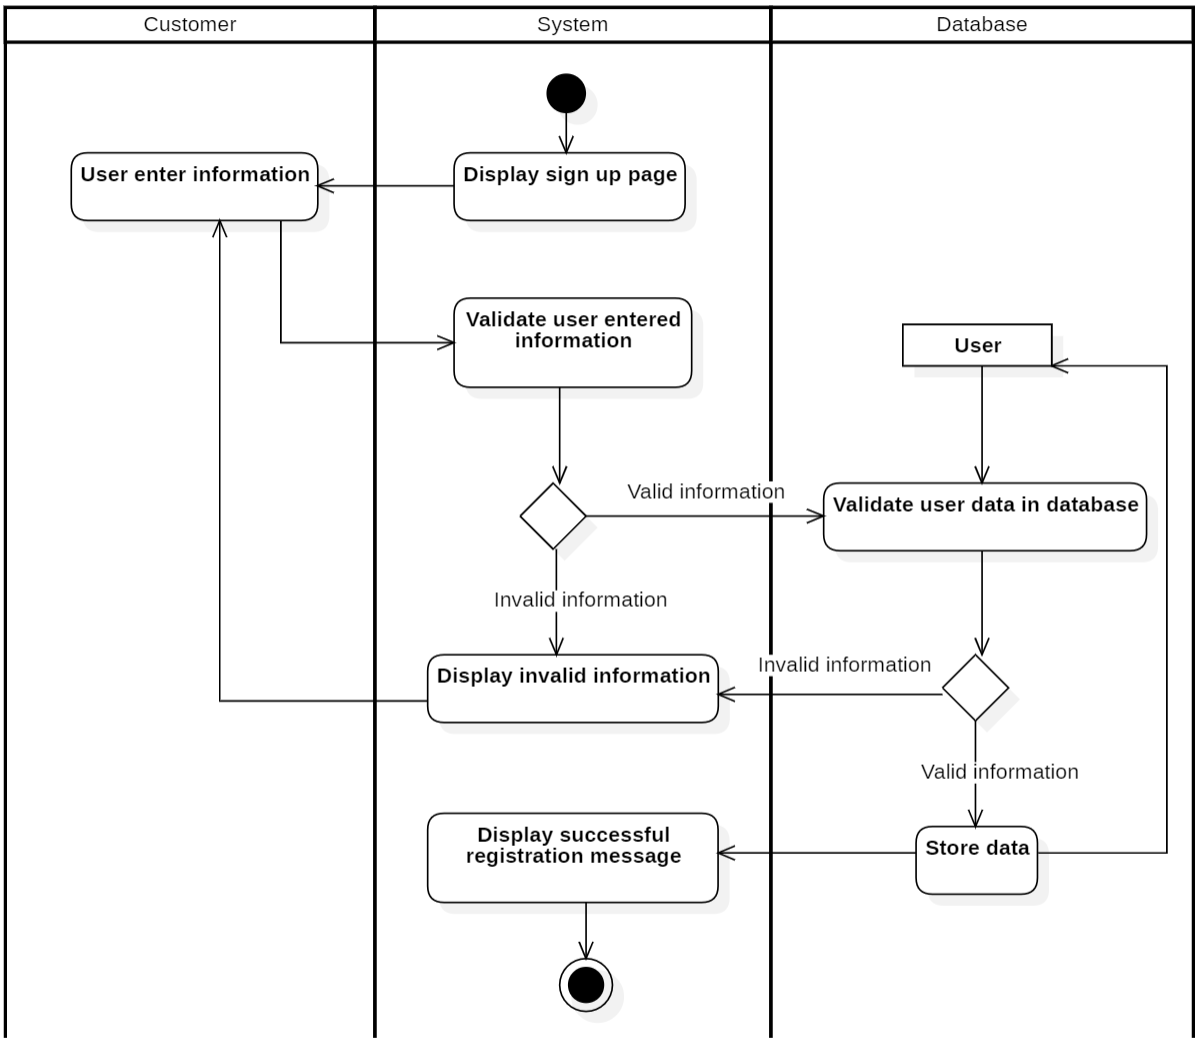 Customer
System
Database
User enter information
Display sign up page
Validate user entered
information
User
Valid information
Validate user data in database
Invalid information
Display invalid information
Invalid information
Valid information
Display successful
registration message
Store data